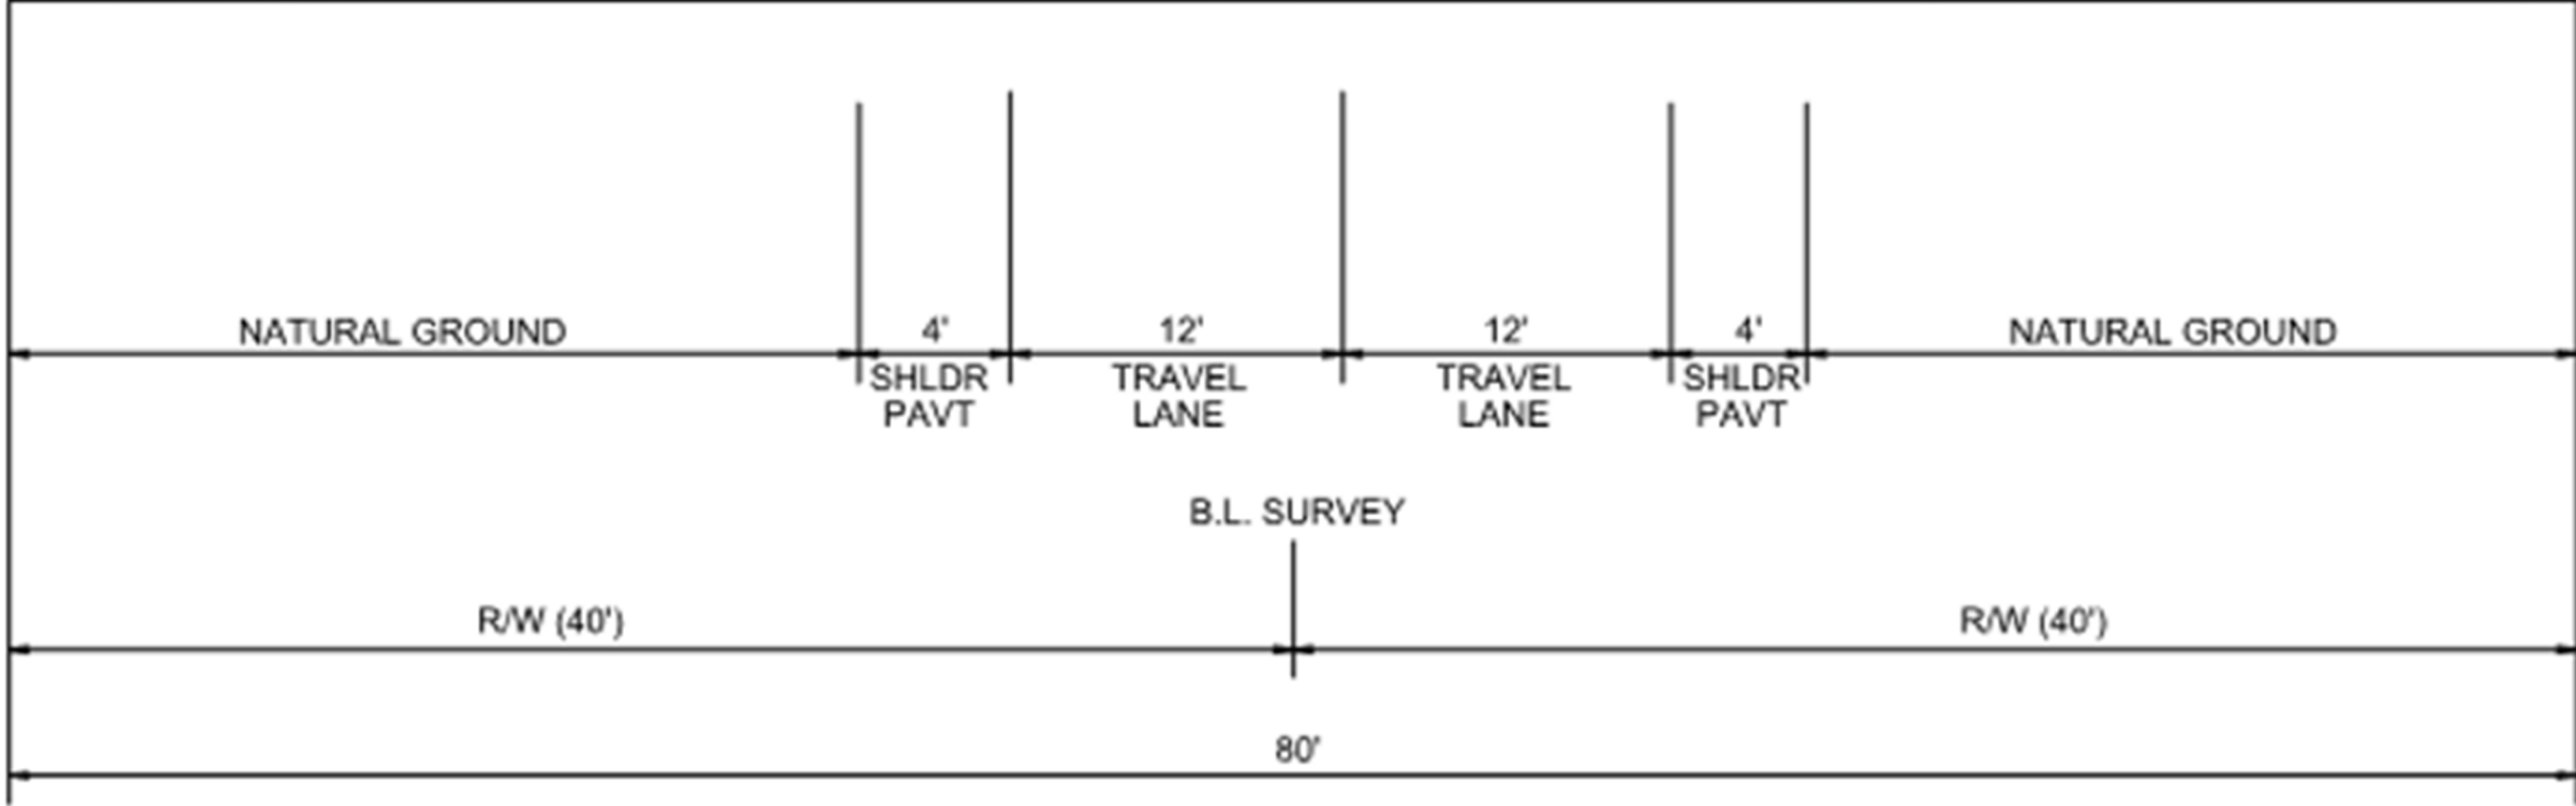 NATURAL GROUND 4' 12' 12' 4' NATURAL GROUND
SHLDR TRAVEL TRAVEL SHLDR
PAVT LANE LANE PAVT
B.L. SURVEY
R/W (40') R/W (40')
80'